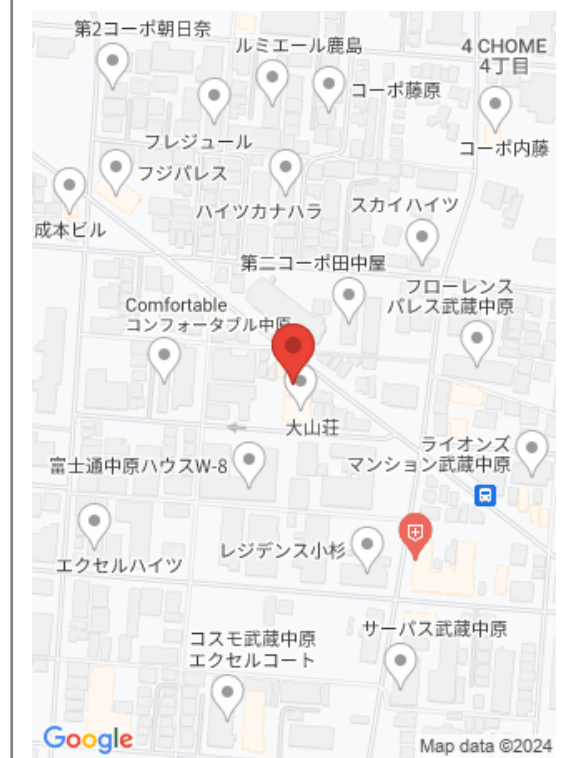 第2コーポ朝日奈
ルミエール鹿島
4 CHOME
4丁目
コーポ藤原
フレジュール
コーポ内藤
フジパレス
ハイツカナハラ
スカイハイツ
成本ビル
第二コーポ田中屋
フローレンス
パレス武蔵中原
Comfortable
コンフォータブル中原
大山荘
ライオンズ
マンション武蔵中原
富士通中原ハウスW-8
レジデンス小杉
エクセルハイツ
サーパス武蔵中原
コスモ武蔵中原
エクセルコート
Google
Map data ©2024